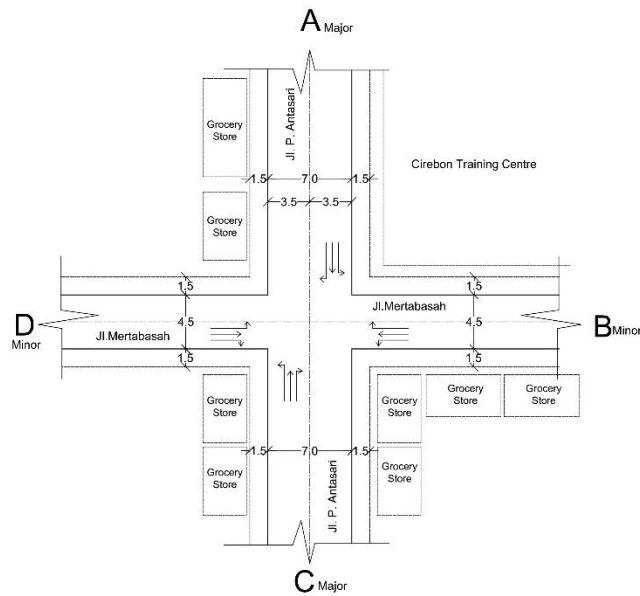 A Major
Jl. P. Antasari
Grocery
Store
Cirebon Training Centre
1.5
7.0
1.5
3.5
3.5
Grocery
Store
1.5
1.5
Jl.Mertabasah
D
Minor
4.5
4.5
B Minor
Jl.Mertabasah
1.5
1.5
Grocery
Store
Grocery
Store
Grocery
Store
Grocery
Store
1.5
7.0
1.5
Grocery
Store
Grocery
Store
Jl. P. Antasari
C Major